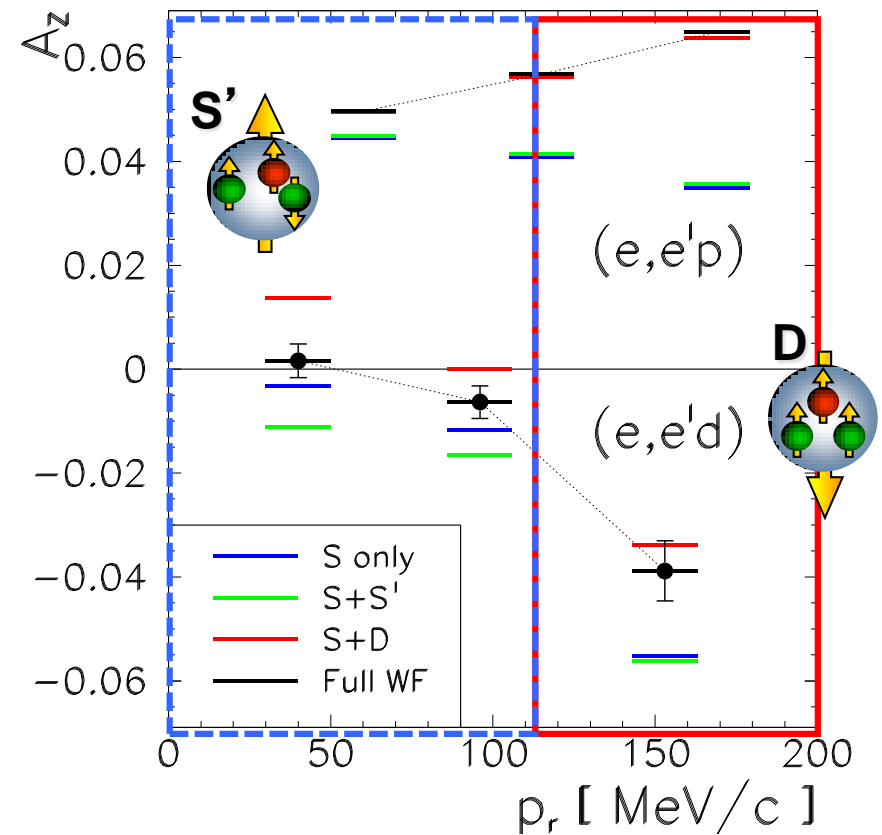 A_z
0.06
S’
0.04
0.02
(e,e'p)
0
D
(e,e'd)
−0.02
S only
−0.04
S+S'
S+D
−0.06
Full WF
0 50 100 150 200
p_r [ MeV/c ]